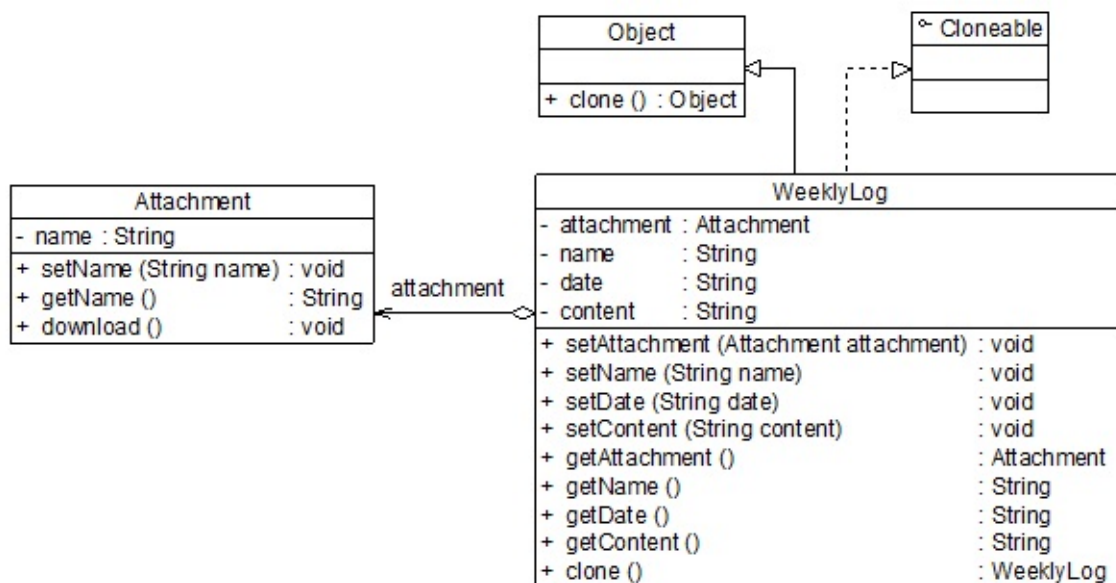 Object
+ clone () : Object
Cloneable
Attachment
- name : String
+ setName (String name) : void
+ getName () : String
+ download () : void
attachment
WeeklyLog
- attachment : Attachment
- name : String
- date : String
- content : String
+ setAttachment (Attachment attachment) : void
+ setName (String name) : void
+ setDate (String date) : void
+ setContent (String content) : void
+ getAttachment () : Attachment
+ getName () : String
+ getDate () : String
+ getContent () : String
+ clone () : WeeklyLog